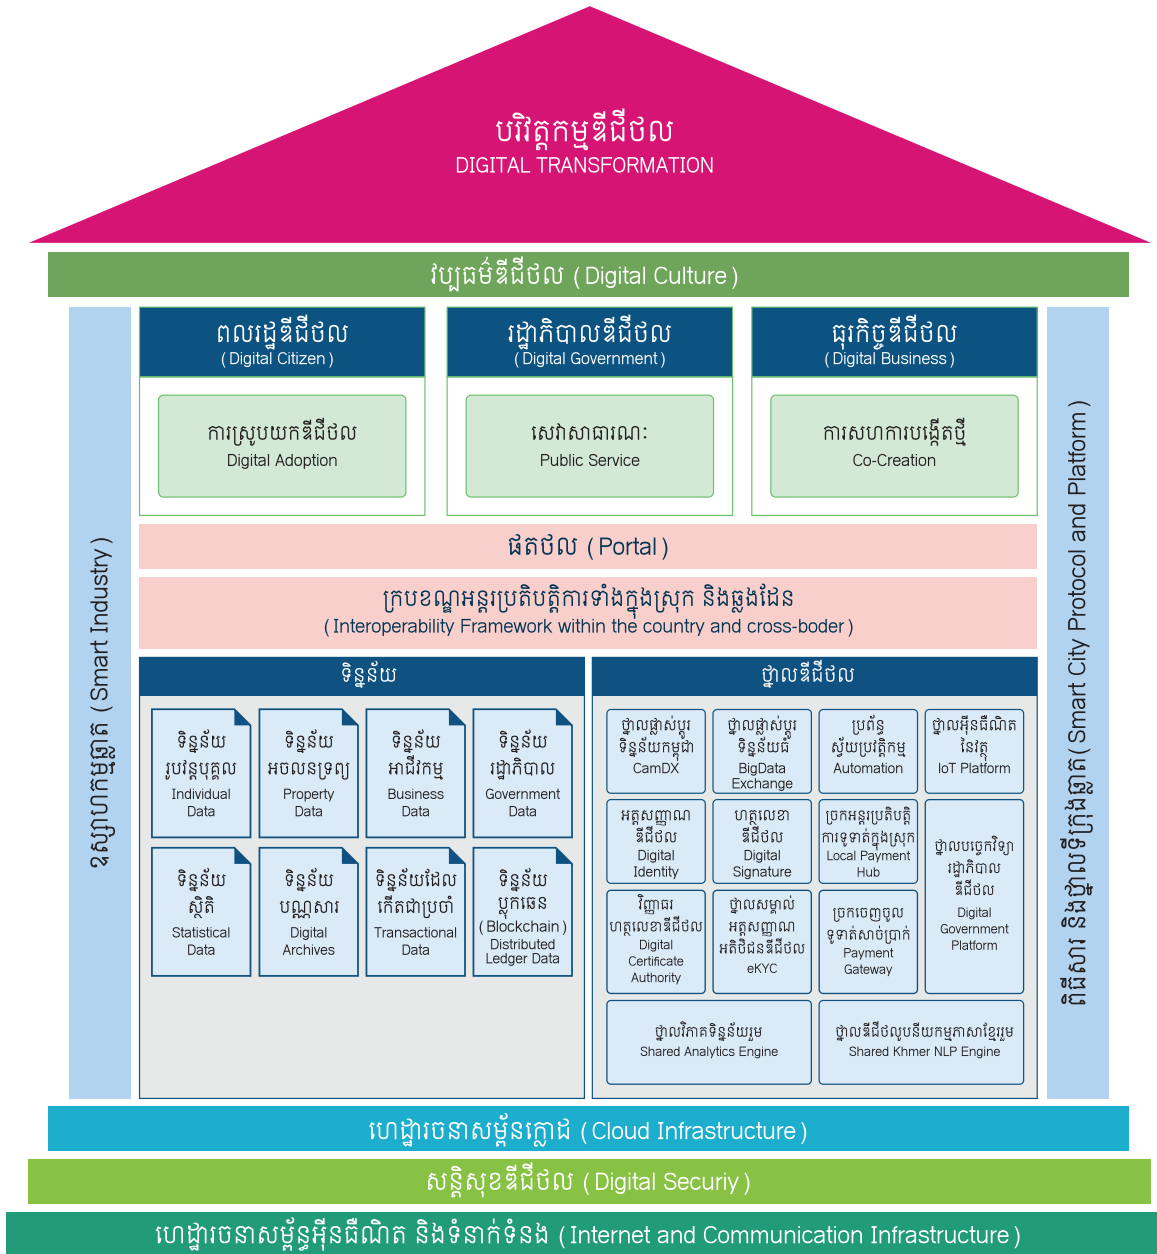 បរិវត្តកម្មឌីជីថល
DIGITAL TRANSFORMATION
វប្បធម៌ឌីជីថល (Digital Culture)
ពលរដ្ឋឌីជីថល
(Digital Citizen)
រដ្ឋាភិបាលឌីជីថល
(Digital Government)
ធុរកិច្ចឌីជីថល
(Digital Business)
ការស្រូបយកឌីជីថល
Digital Adoption
សេវាសាធារណៈ
Public Service
ការសហការបង្កើតថ្មី
Co-Creation
ផតថល (Portal)
ក្របខណ្ឌអន្តរប្រតិបត្តិការទាំងក្នុងស្រុក និងឆ្លងដែន
(Interoperability Framework within the country and cross-boder)
ឧស្សាហកម្មឆ្លាត (Smart Industry)
ពិធីសារ និងថ្នាលទីក្រុងឆ្លាត(Smart City Protocol and Platform)
ទិន្នន័យ
ទិន្នន័យ
រូបវន្តបុគ្គល
Individual
Data
ទិន្នន័យ
អចលនទ្រព្យ
Property
Data
ទិន្នន័យ
អាជីវកម្ម
Business
Data
ទិន្នន័យ
រដ្ឋាភិបាល
Government
Data
ទិន្នន័យ
ស្ថិតិ
Statistical
Data
ទិន្នន័យ
បណ្ណសារ
Digital
Archives
ទិន្នន័យដែល
កើតជាប្រចាំ
Transactional
Data
ទិន្នន័យ
ប្លុកឆេន
(Blockchain)
Distributed
Ledger Data
ថ្នាលឌីជីថល
ថ្នាលផ្លាស់ប្តូរ
ទិន្នន័យកម្ពុជា
CamDX
ថ្នាលផ្លាស់ប្តូរ
ទិន្នន័យធំ
BigData
Exchange
ប្រព័ន្ធ
ស្វ័យប្រវត្តិកម្ម
Automation
ថ្នាលអ៊ីនធឺណិត
នៃវត្ថុ
IoT Platform
អត្តសញ្ញាណ
ឌីជីថល
Digital
Identity
ហត្ថលេខា
ឌីជីថល
Digital
Signature
ច្រកអន្តរប្រតិបត្តិ
ការទូទាត់ក្នុងស្រុក
Local Payment
Hub
ថ្នាលបច្ចេកវិទ្យា
រដ្ឋាភិបាល
ឌីជីថល
Digital
Government
Platform
វិញ្ញាធរ
ហត្ថលេខាឌីជីថល
Digital
Certificate
Authority
ថ្នាលសម្គាល់
អត្តសញ្ញាណ
អតិថិជនឌីជីថល
eKYC
ច្រកចេញចូល
ទូទាត់សាច់ប្រាក់
Payment
Gateway
ថ្នាលវិភាគទិន្នន័យរួម
Shared Analytics Engine
ថ្នាលឌីជីថលូបនីយកម្មភាសាខ្មែររួម
Shared Khmer NLP Engine
ហេដ្ឋារចនាសម្ព័នក្លោដ (Cloud Infrastructure)
សន្តិសុខឌីជីថល (Digital Securiy)
ហេដ្ឋារចនាសម្ព័ន្ធអ៊ីនធឺណិត និងទំនាក់ទំនង (Internet and Communication Infrastructure)